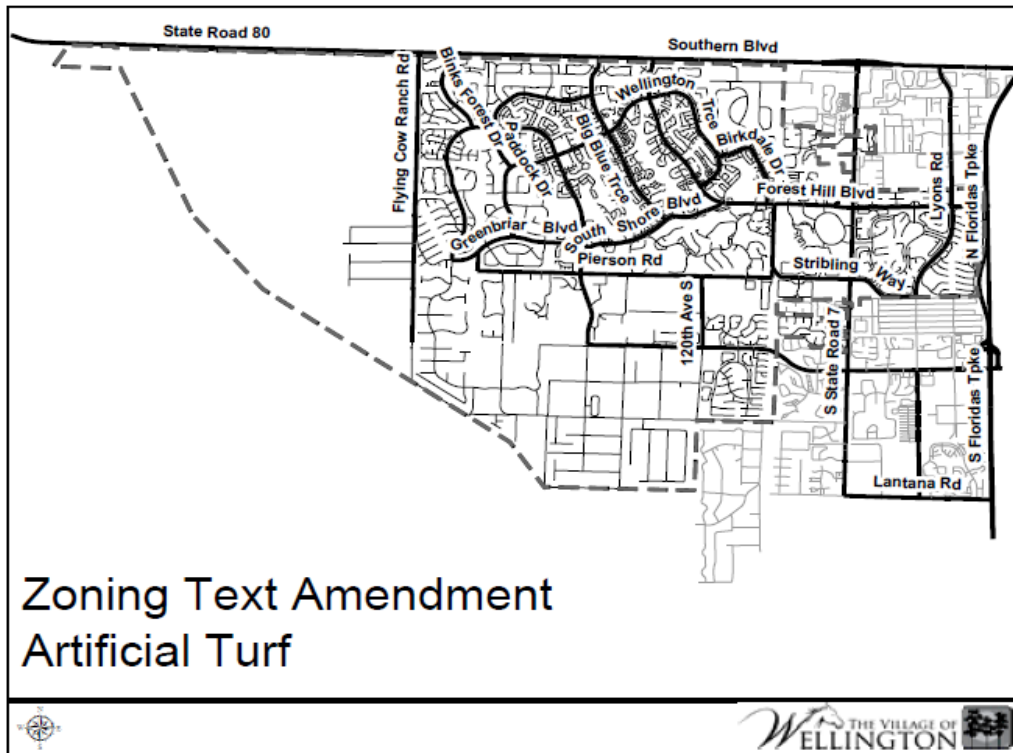 State Road 80
Southern Blvd
Flying Cow Ranch Rd
Binks Forest Dr
Paddock Dr
Big Blue Trce
Wellington Trce
Birkdale Dr
Forest Hill Blvd
Lyons Rd
N Floridas Tpke
Greenbriar Blvd
South Shore Blvd
Pierson Rd
Stribling Way
120th Ave S
S State Road 7
S Floridas Tpke
Lantana Rd
Zoning Text Amendment
Artificial Turf
N
W E
S
THE VILLAGE OF
WELLINGTON